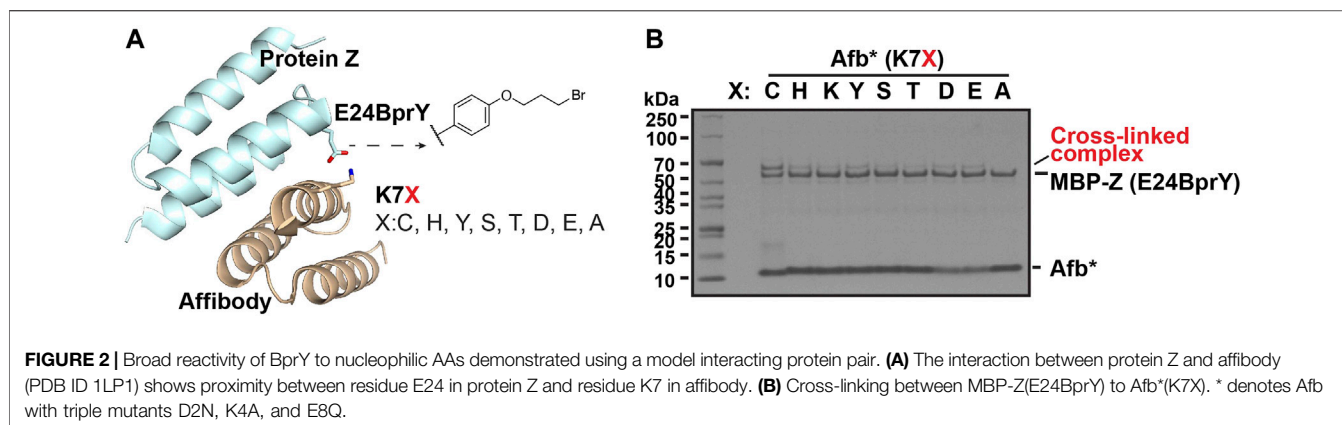 A
Protein Z
E24BprY
O
Br
K7X
X:C, H, Y, S, T, D, E, A
Affibody
B
Afb* (K7X)
X: C H K Y S T D E A
kDa
250
100
70
50
40
35
25
20
15
10
Cross-linked
complex
MBP-Z (E24BprY)
Afb*
FIGURE 2 | Broad reactivity of BprY to nucleophilic AAs demonstrated using a model interacting protein pair. (A) The interaction between protein Z and affibody
(PDB ID 1LP1) shows proximity between residue E24 in protein Z and residue K7 in affibody. (B) Cross-linking between MBP-Z(E24BprY) to Afb*(K7X). * denotes Afb
with triple mutants D2N, K4A, and E8Q.